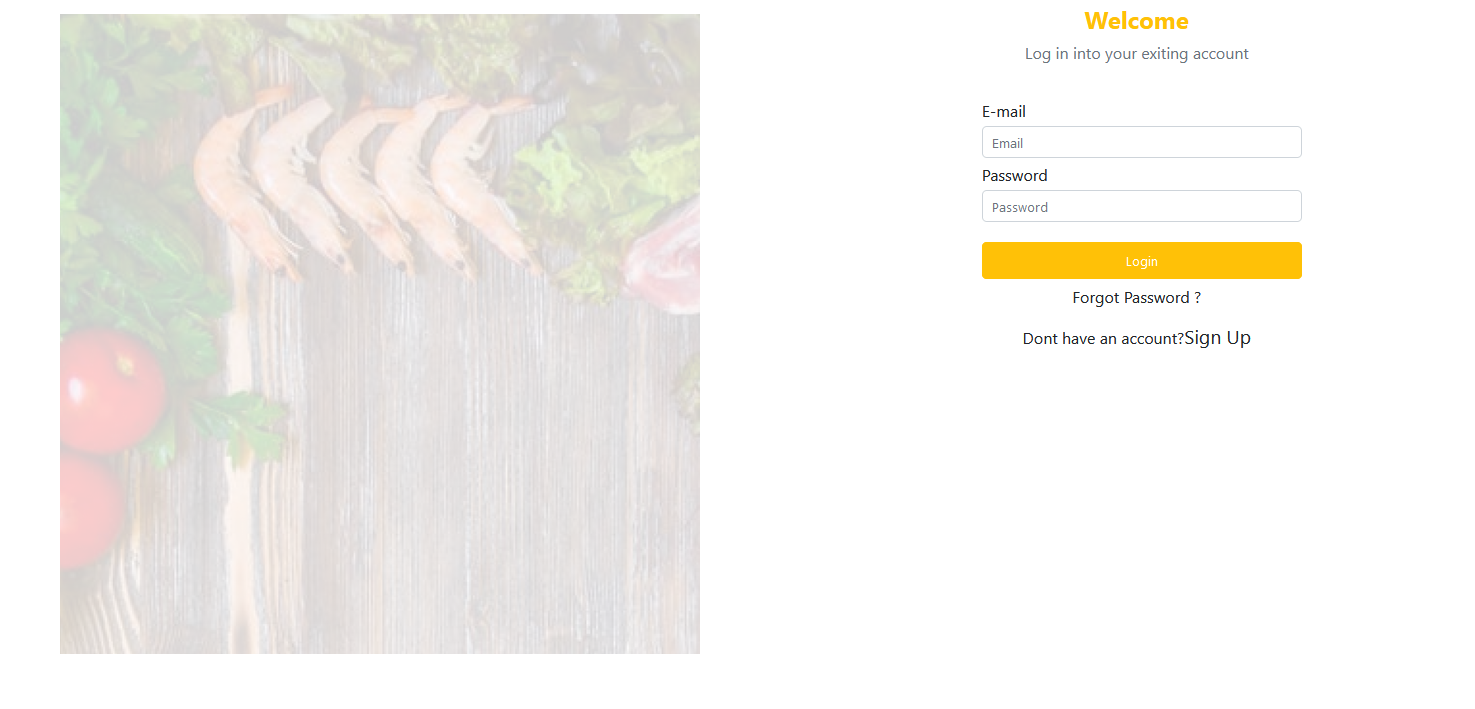 Welcome
Log in into your exiting account
E-mail
Email
Password
Password
Login
Forgot Password ?
Dont have an account?Sign Up